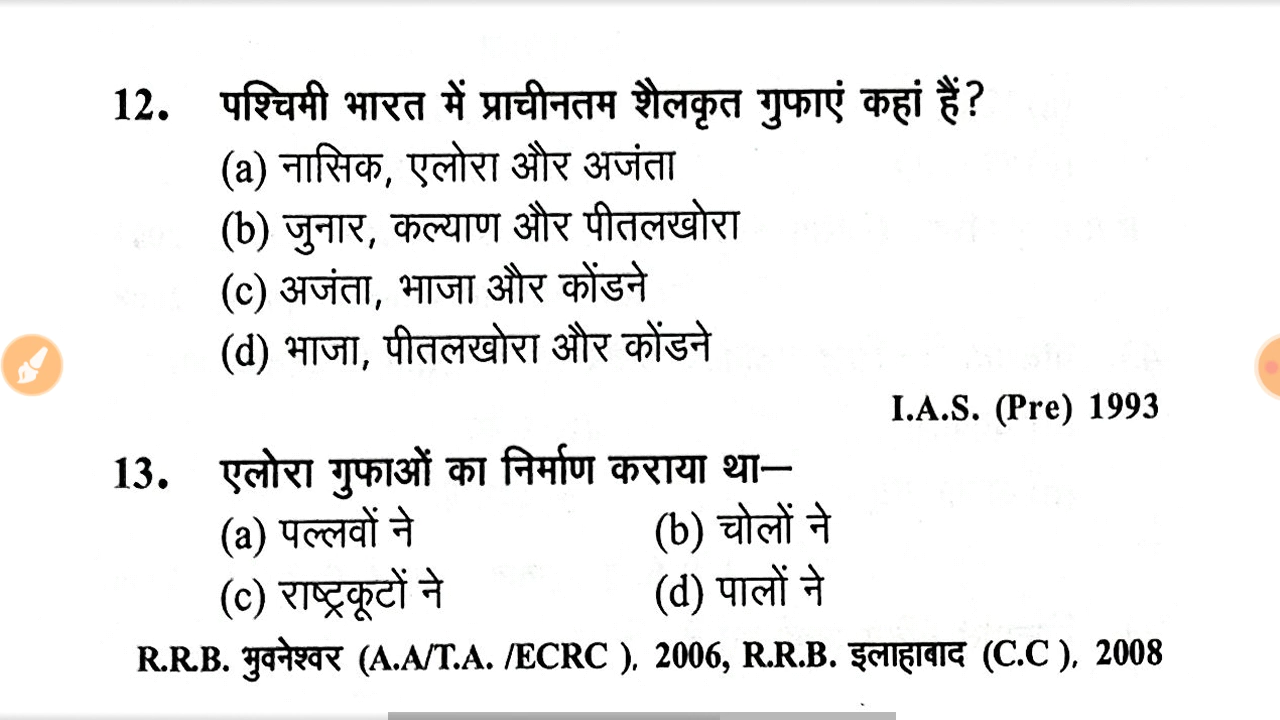 12. पश्चिमी भारत में प्राचीनतम शैलकृत गुफाएं कहां हैं?
(a) नासिक, एलोरा और अजंता
(b) जुनार, कल्याण और पीतलखोरा
(c) अजंता, भाजा और कोंडने
(d) भाजा, पीतलखोरा और कोंडने
I.A.S. (Pre) 1993
13. एलोरा गुफाओं का निर्माण कराया था—
(a) पल्लवों ने (b) चोलों ने
(c) राष्ट्रकूटों ने (d) पालों ने
R.R.B. भुवनेश्वर (A.A/T.A. /ECRC ), 2006, R.R.B. इलाहाबाद (C.C ), 2008